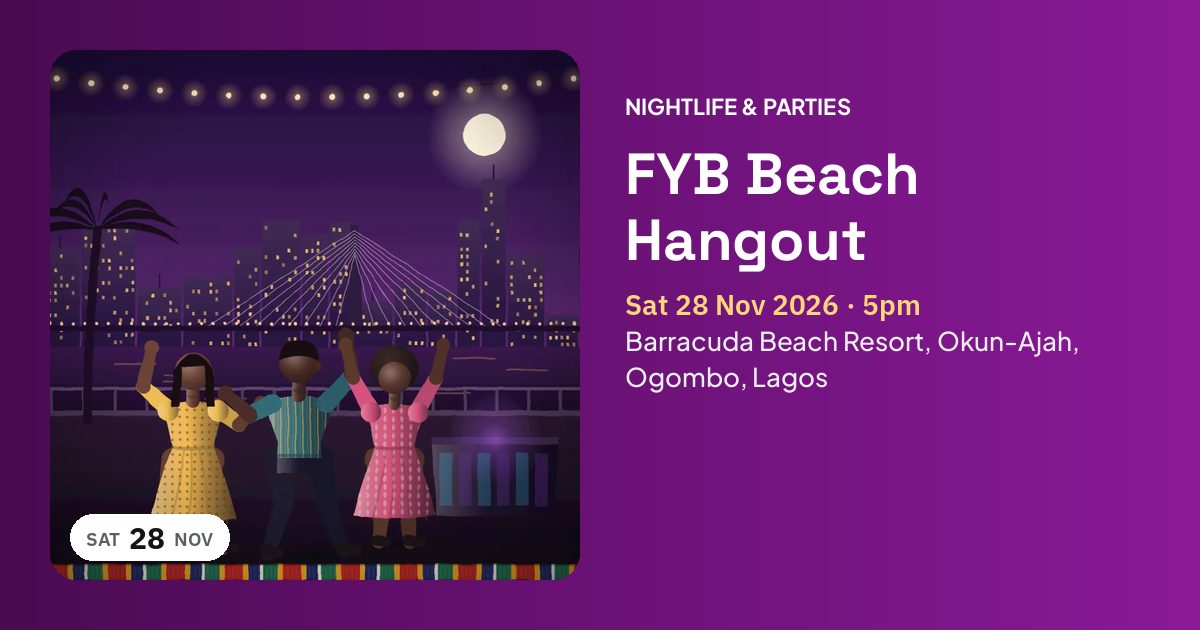 NIGHTLIFE & PARTIES
FYB Beach
Hangout
Sat 28 Nov 2026 · 5pm
Barracuda Beach Resort, Okun-Ajah,
Ogombo, Lagos
SAT 28 NOV